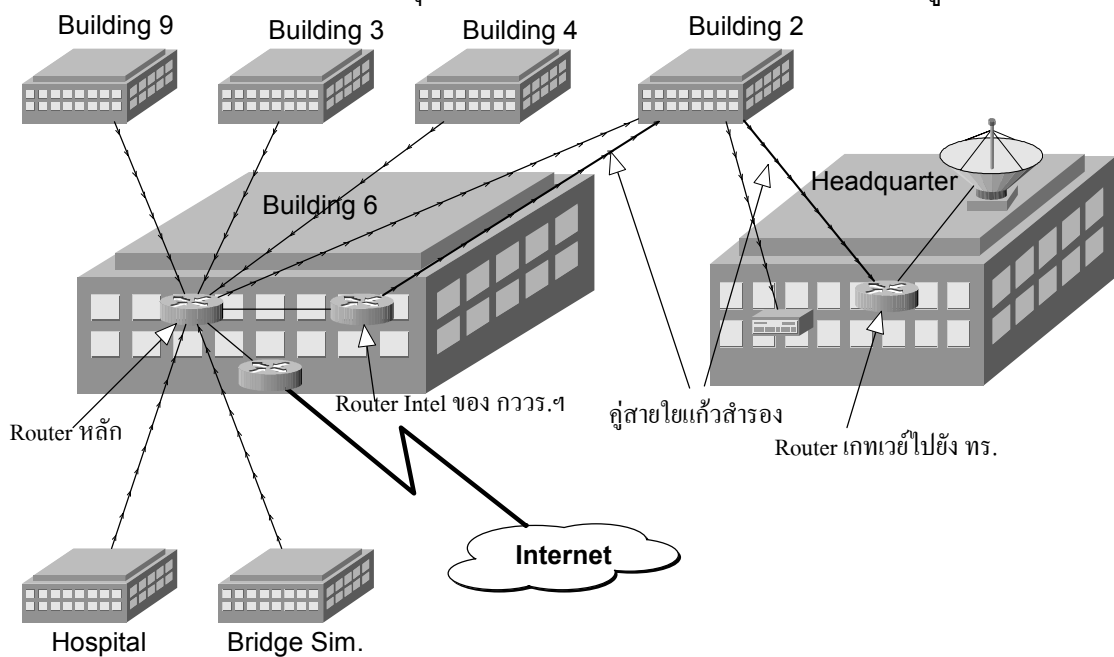 Building 9
Building 3
Building 4
Building 2
Headquarter
Building 6
Router Intel ของ กววร.ฯ
คู่สายใยแก้วสำรอง
Router หลัก
Router เกทเวย์ไปยัง ทร.
Internet
Hospital
Bridge Sim.